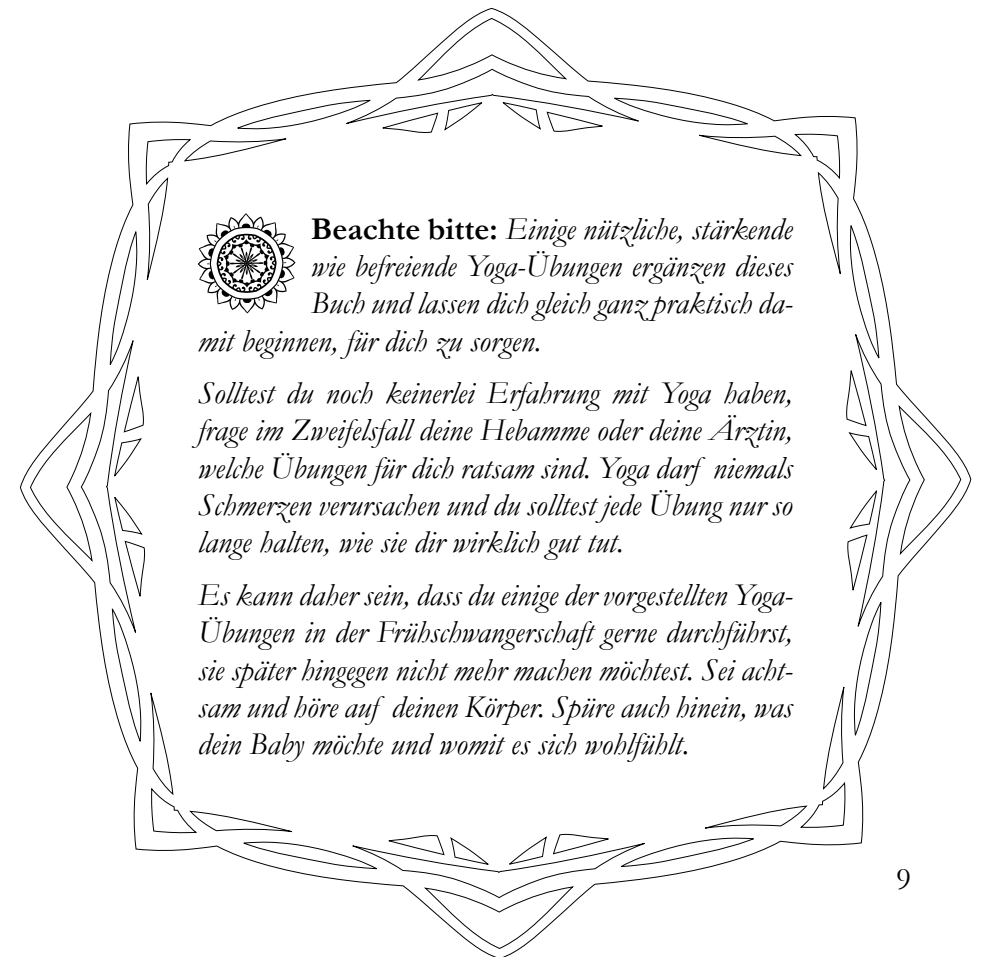 Beachte bitte: Einige nützliche, stärkende
wie befreiende Yoga-Übungen ergänzen dieses
Buch und lassen dich gleich ganz praktisch da-
mit beginnen, für dich zu sorgen.
Solltest du noch keinerlei Erfahrung mit Yoga haben,
frage im Zweifelsfall deine Hebamme oder deine Ärztin,
welche Übungen für dich ratsam sind. Yoga darf niemals
Schmerzen verursachen und du solltest jede Übung nur so
lange halten, wie sie dir wirklich gut tut.
Es kann daher sein, dass du einige der vorgestellten Yoga-
Übungen in der Frühschwangerschaft gerne durchführst,
sie später hingegen nicht mehr machen möchtest. Sei acht-
sam und höre auf deinen Körper. Spüre auch hinein, was
dein Baby möchte und womit es sich wohlfühlt.
9